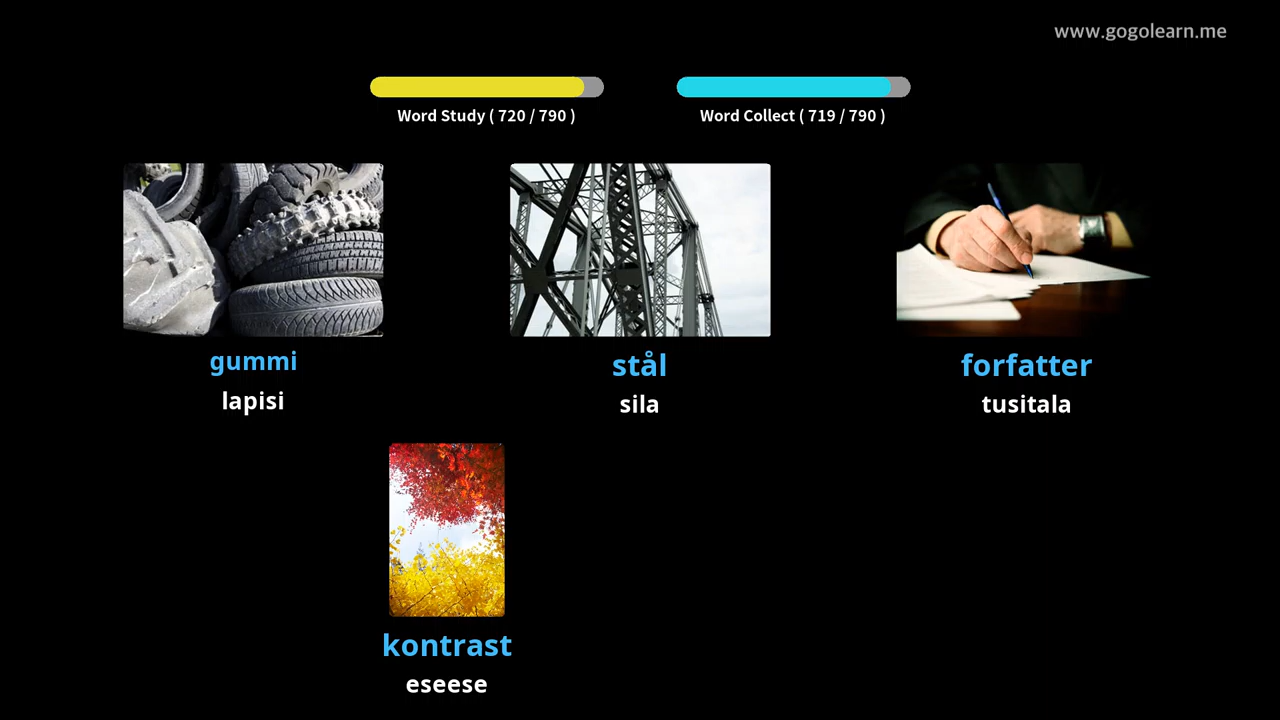 www.gogolearn.me
Word Study ( 720 / 790 )
Word Collect ( 719 / 790 )
gummi
lapisi
stål
sila
forfatter
tusitala
kontrast
eseese